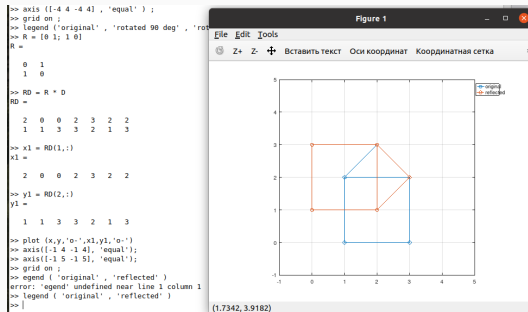 >> axis ([-4 4 -4 4] , 'equal' ) ;
>> grid on ;
>> legend ('original' , 'rotated 90 deg' , 'rot
>> R = [0 1; 1 0]
R =
0 1
1 0
>> RD = R * D
RD =
2 0 0 2 3 2 2
1 1 3 3 2 1 3
>> x1 = RD(1,:)
x1 =
2 0 0 2 3 2 2
>> y1 = RD(2,:)
y1 =
1 1 3 3 2 1 3
>> plot (x,y,'o-',x1,y1,'o-')
>> axis([-1 4 -1 4], 'equal');
>> axis([-1 5 -1 5], 'equal');
>> grid on ;
>> egend ( 'original' , 'reflected' )
error: 'egend' undefined near line 1 column 1
>> legend ( 'original' , 'reflected' )
>>
Figure 1
File Edit Tools
Z+ Z- Вставить текст Оси координат Координатная сетка
original
reflected
5
4
3
2
1
0
-1
-1 0 1 2 3 4 5
(1.7342, 3.9182)